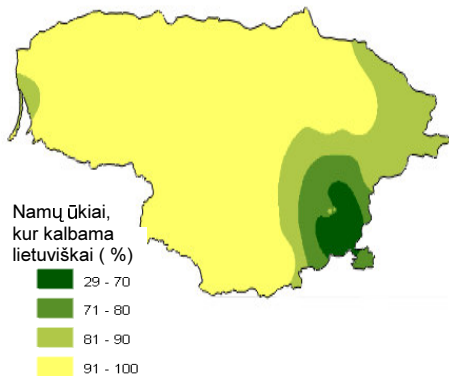 Namų ūkiai,
kur kalbama
lietuviškai ( %)
29 - 70
71 - 80
81 - 90
91 - 100